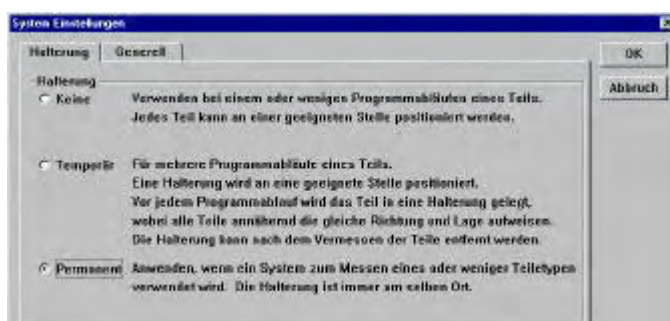 System Einstellungen
Halterung
Generell
OK
Abbruch
Halterung
Keine
Verwenden bei einem oder wenigen Programmabläufen eines Teils.
Jedes Teil kann an einer geeigneten Stelle positioniert werden.
Temporär
Für mehrere Programmabläufe eines Teils.
Eine Halterung wird an eine geeignete Stelle positioniert.
Vor jedem Programmablauf wird das Teil in eine Halterung gelegt,
wobei alle Teile annähernd die gleiche Richtung und Lage aufweisen.
Die Halterung kann nach dem Vermessen der Teile entfernt werden.
Permanent
Anwenden, wenn ein System zum Messen eines oder weniger Teiletypen
verwendet wird. Die Halterung ist immer am selben Ort.